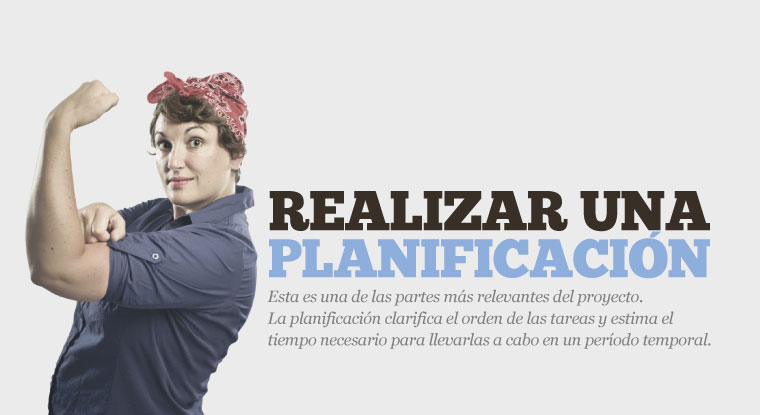 REALIZAR UNA
PLANIFICACIÓN
Esta es una de las partes más relevantes del proyecto.
La planificación clarifica el orden de las tareas y estima el
tiempo necesario para llevarlas a cabo en un período temporal.